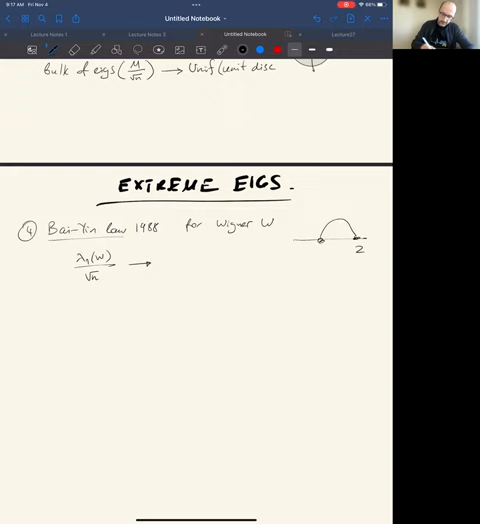 9:17 AM Fri Nov 4
66%
Untitled Notebook
Lecture Notes 1
Lecture Notes 3
Untitled Notebook
Lecture27
Bulk of eigs (M/√n) → Unif (unit disc
EXTREME EIGS.
④ Bai-Yin law 1988 for Wigner W
2
λ₁(W)/√n →